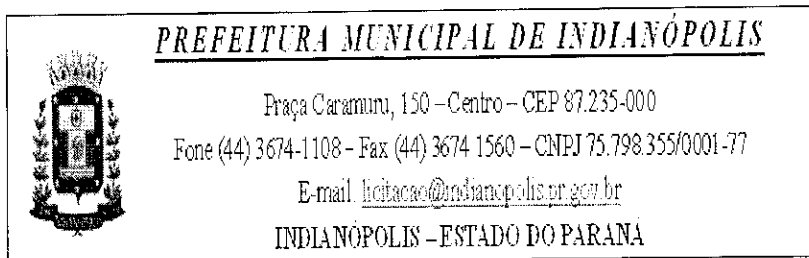 PREFEITURA MUNICIPAL DE INDIANÓPOLIS
Praça Caramuru, 150 – Centro – CEP 87.235-000
Fone (44) 3674-1108 – Fax (44) 3674 1560 – CNPJ 75.798.355/0001-77
E-mail: licitacao@indianopolis.pr.gov.br
INDIANÓPOLIS – ESTADO DO PARANÁ